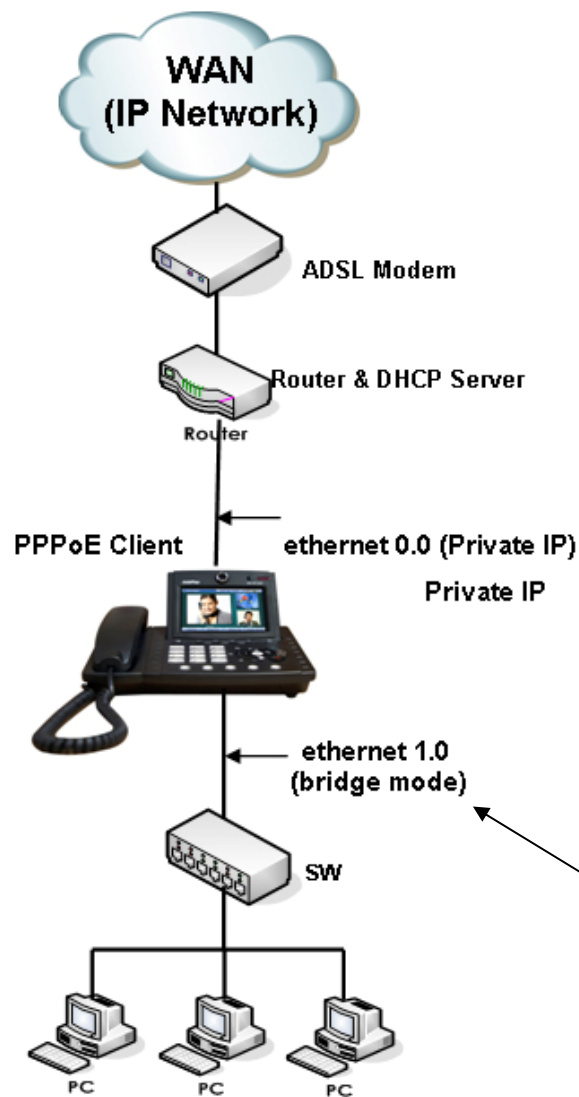 WAN
(IP Network)
ADSL Modem
Router & DHCP Server
Router
PPPoE Client
ethernet 0.0 (Private IP)
Private IP
ethernet 1.0
(bridge mode)
SW
PC
PC
PC